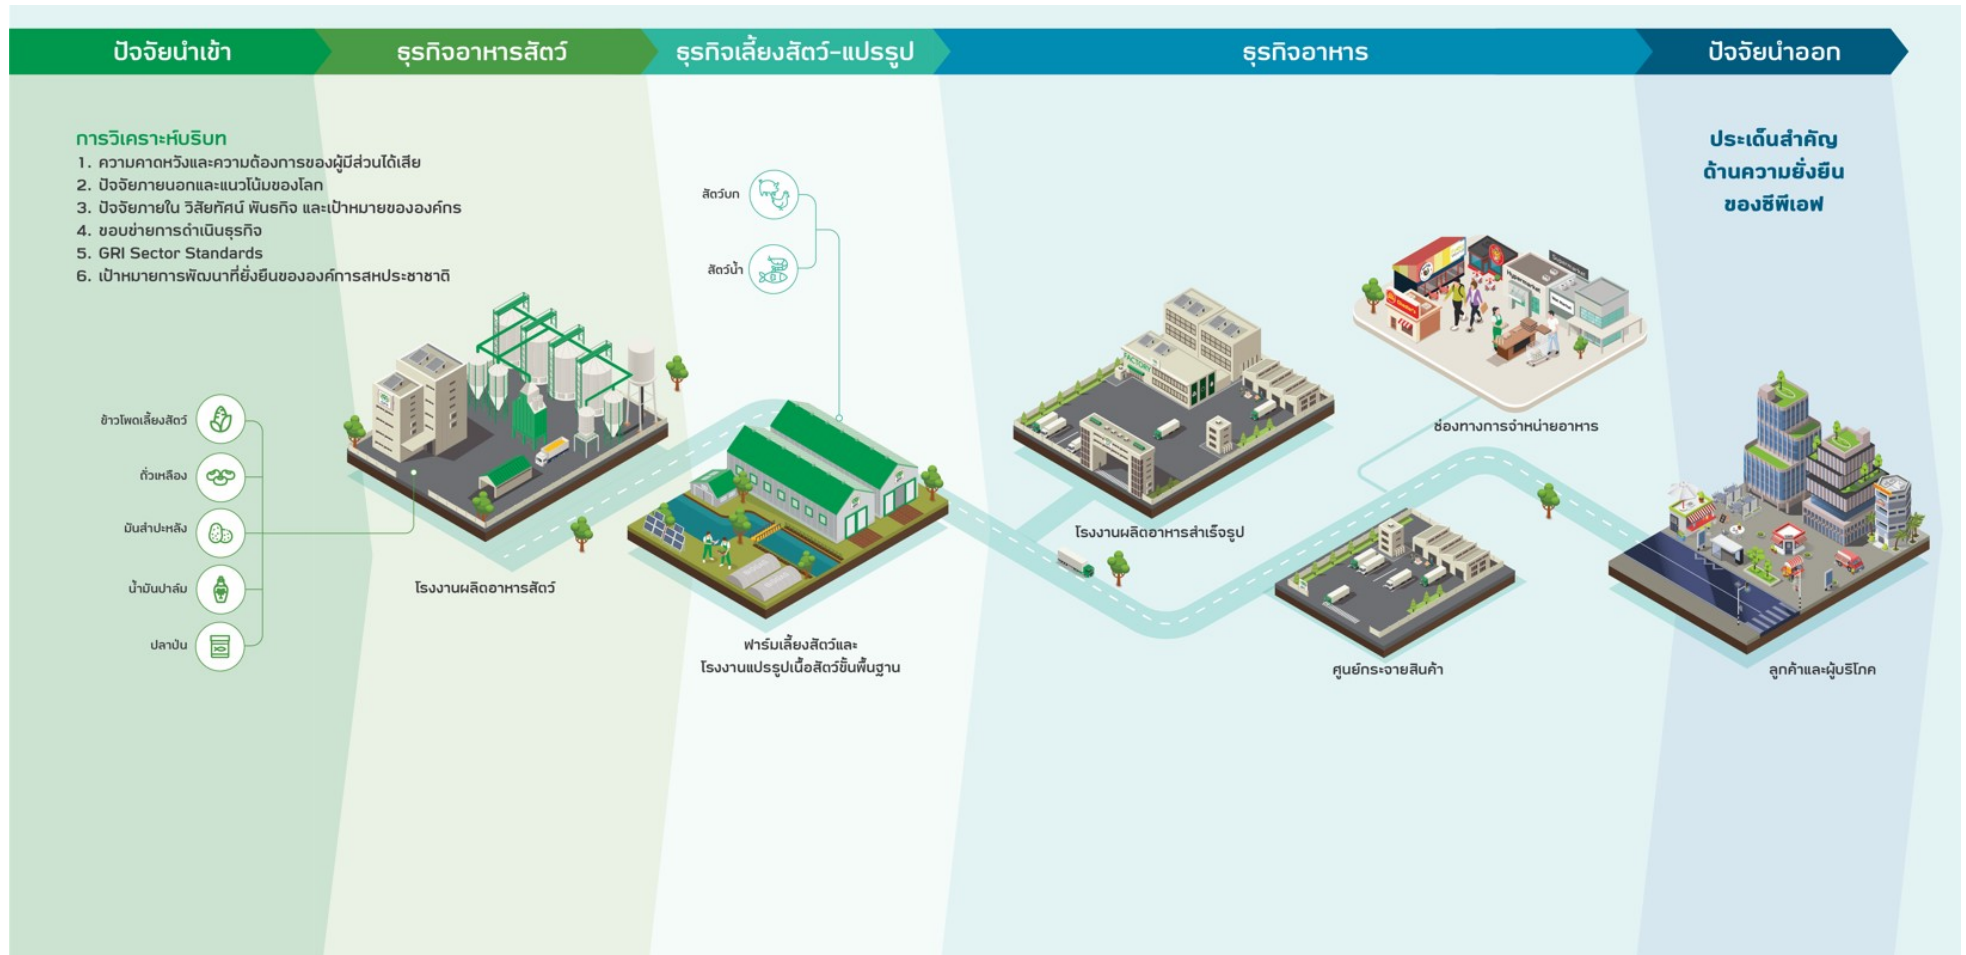 ปัจจัยนำเข้า
ธุรกิจอาหารสัตว์
ธุรกิจเลี้ยงสัตว์-แปรรูป
ธุรกิจอาหาร
ปัจจัยนำออก
การวิเคราะห์บริบท
1. ความคาดหวังและความต้องการของผู้มีส่วนได้เสีย
2. ปัจจัยภายนอกและแนวโน้มของโลก
3. ปัจจัยภายใน วิสัยทัศน์ พันธกิจ และเป้าหมายขององค์กร
4. ขอบข่ายการดำเนินธุรกิจ
5. GRI Sector Standards
6. เป้าหมายการพัฒนาที่ยั่งยืนขององค์การสหประชาชาติ
ข้าวโพดเลี้ยงสัตว์
ถั่วเหลือง
มันสำปะหลัง
น้ำมันปาล์ม
ปลาป่น
โรงงานผลิตอาหารสัตว์
สัตว์บก
สัตว์น้ำ
ฟาร์มเลี้ยงสัตว์และ
โรงงานแปรรูปเนื้อสัตว์ขั้นพื้นฐาน
FACTORY
โรงงานผลิตอาหารสำเร็จรูป
Hypermarket
Supermarket
ช่องทางการจำหน่ายอาหาร
ศูนย์กระจายสินค้า
ประเด็นสำคัญ
ด้านความยั่งยืน
ของซีพีเอฟ
ลูกค้าและผู้บริโภค